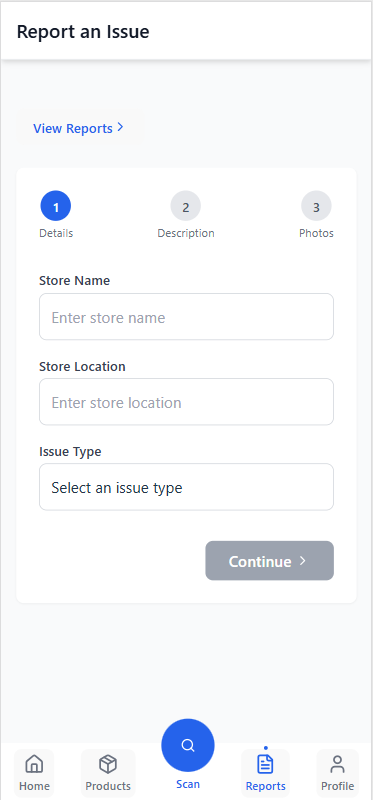 Report an Issue
View Reports
1 2 3
Details Description Photos
Store Name
Enter store name
Store Location
Enter store location
Issue Type
Select an issue type
Continue
Home Products Scan Reports Profile